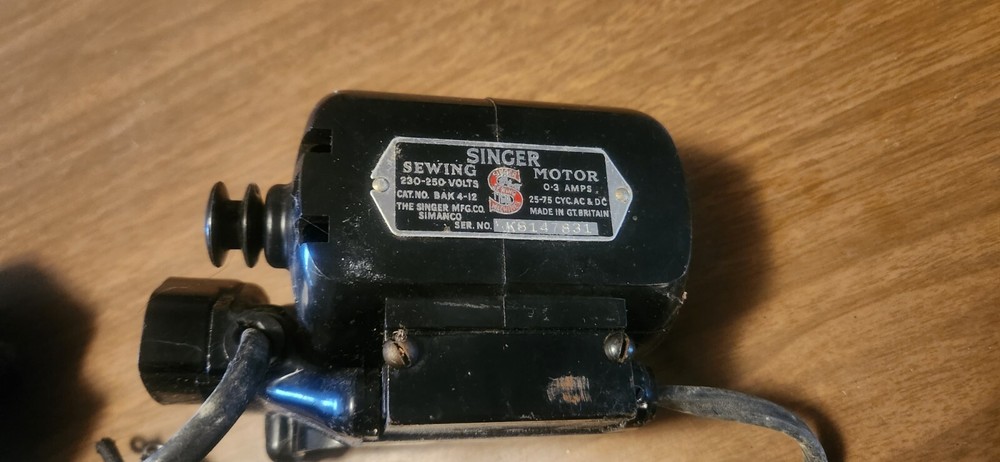 SINGER
SEWING MOTOR
230-250 VOLTS 0·3 AMPS.
CAT. NO. BAK 4-12 25-75 CYC. AC & DC
THE SINGER MFG. CO. MADE IN GT. BRITAIN
SIMANCO
SER. NO. K8147831